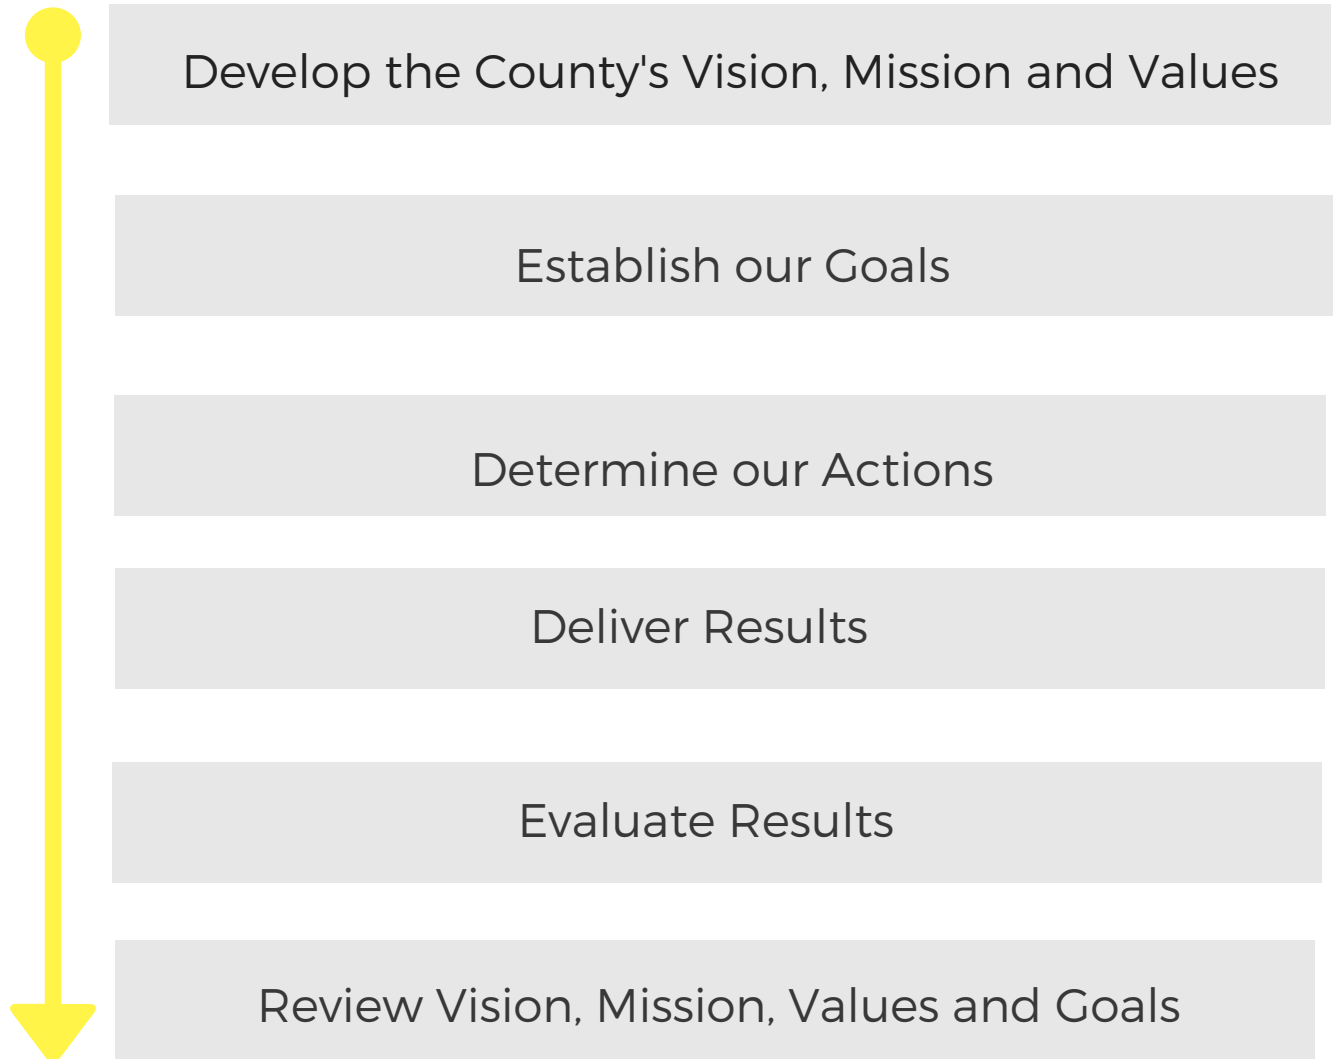 Develop the County's Vision, Mission and Values
Establish our Goals
Determine our Actions
Deliver Results
Evaluate Results
Review Vision, Mission, Values and Goals